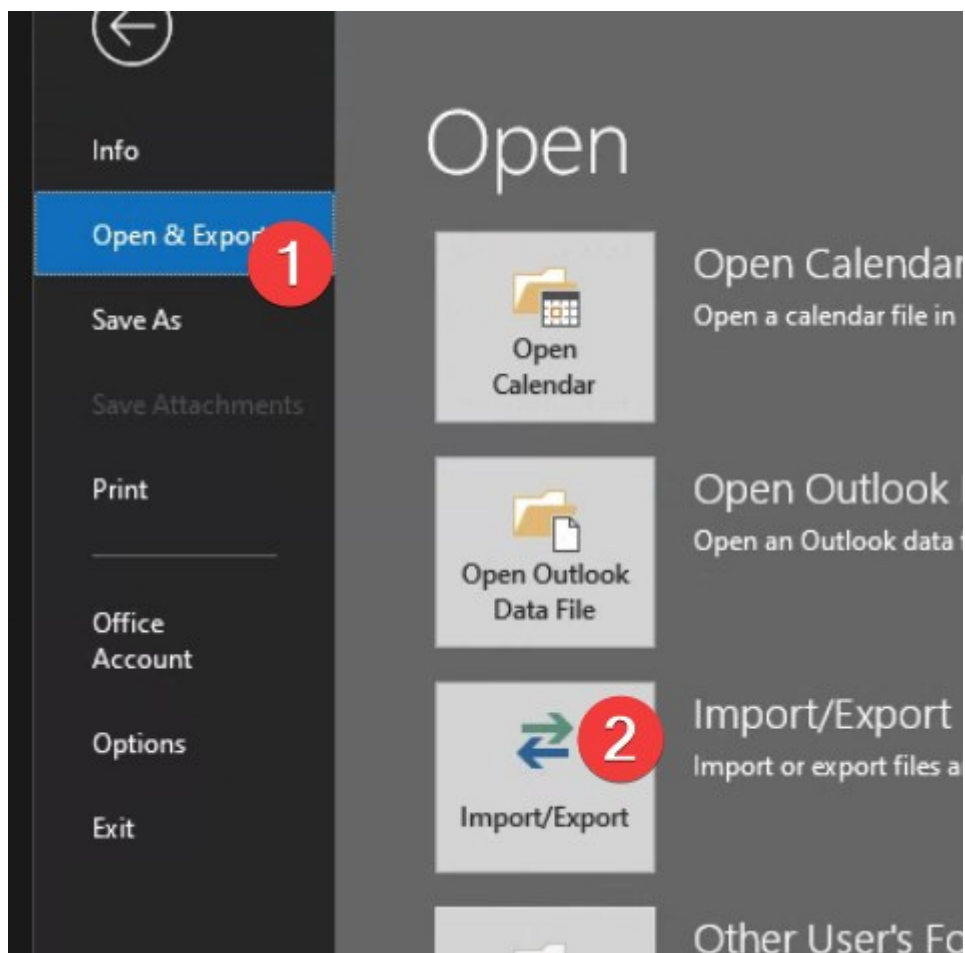 Info
Open & Export
1
Save As
Save Attachments
Print
Office
Account
Options
Exit
Open
Open
Calendar
Open Calendar
Open a calendar file in
Open Outlook
Data File
Open Outlook
Open an Outlook data
Import/Export
2
Import/Export
Import or export files
Other User's